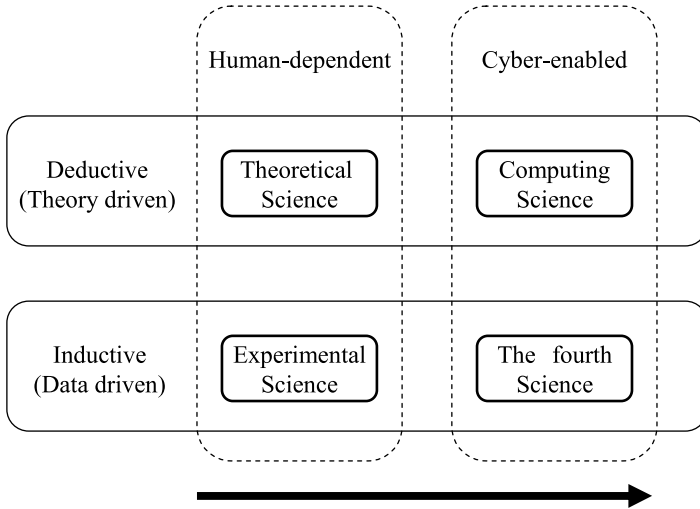 Human-dependent
Cyber-enabled
Deductive
(Theory driven)
Theoretical
Science
Computing
Science
Inductive
(Data driven)
Experimental
Science
The fourth
Science